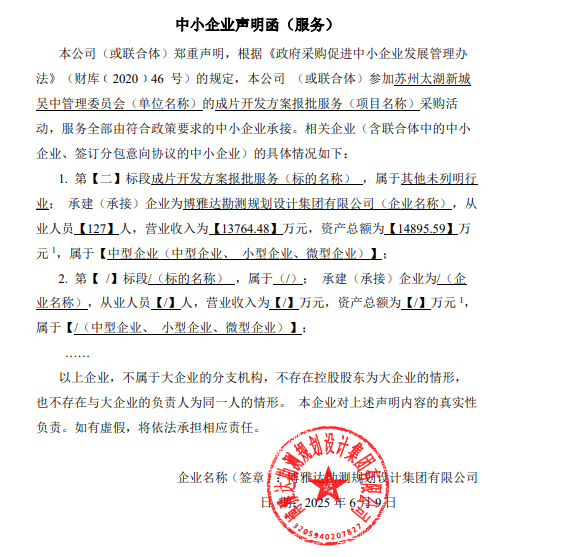 中小企业声明函（服务）
本公司（或联合体）郑重声明，根据《政府采购促进中小企业发展管理办
法》（财库﹝2020﹞46 号）的规定，本公司 （或联合体）参加苏州太湖新城
吴中管理委员会（单位名称）的成片开发方案报批服务（项目名称）采购活
动，服务全部由符合政策要求的中小企业承接。相关企业（含联合体中的中小
企业、签订分包意向协议的中小企业）的具体情况如下：
1. 第【二】标段成片开发方案报批服务（标的名称） ，属于其他未列明行
业； 承建（承接）企业为博雅达勘测规划设计集团有限公司（企业名称），从
业人员【127】人，营业收入为【13764.48】万元，资产总额为【14895.59】万
元 1，属于【中型企业（中型企业、 小型企业、微型企业）】；
2. 第【 /】标段/（标的名称） ，属于（/）； 承建（承接）企业为/（企
业名称），从业人员【/】人，营业收入为【/】万元，资产总额为【/】万元 1，
属于【/（中型企业、 小型企业、微型企业）】；
……
以上企业，不属于大企业的分支机构，不存在控股股东为大企业的情形，
也不存在与大企业的负责人为同一人的情形。 本企业对上述声明内容的真实性
负责。如有虚假，将依法承担相应责任。
企业名称（签章）：博雅达勘测规划设计集团有限公司
日 期：2025 年 6 月 9 日
博雅达勘测规划设计集团有限公司
3205940207827